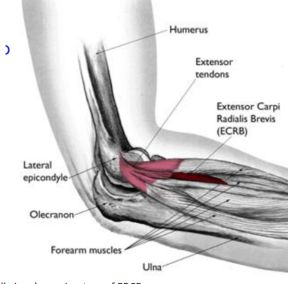 Humerus
Extensor
tendons
Extensor Carpi
Radialis Brevis
(ECRB)
Lateral
epicondyle
Olecranon
Forearm muscles
Ulna